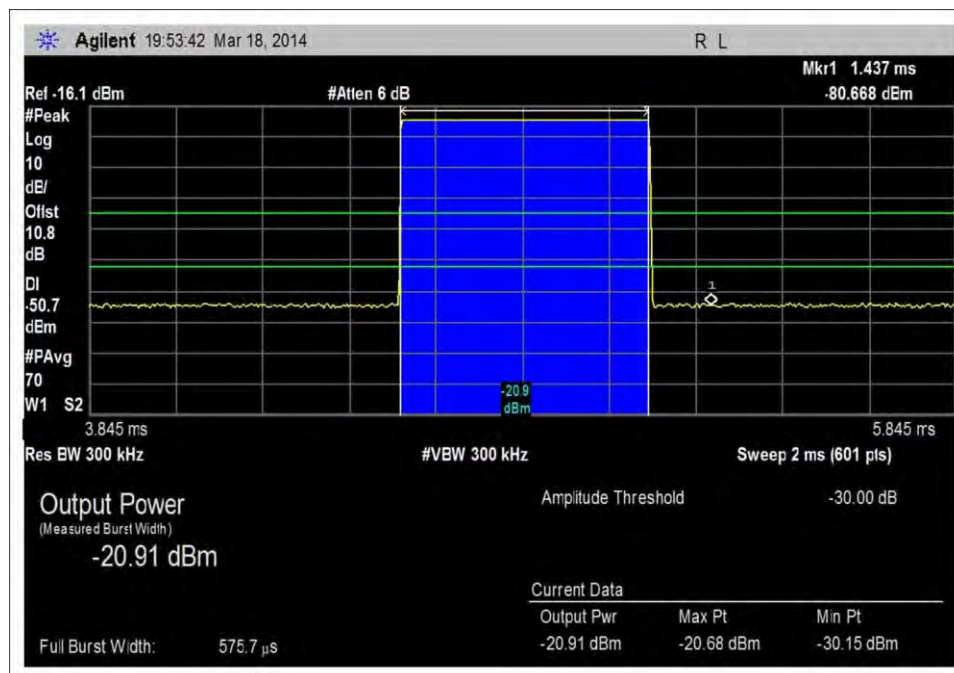 Agilent 19:53:42 Mar 18, 2014 R L
Mkr1 1.437 ms
Ref -16.1 dBm #Atten 6 dB -80.668 dBm
#Peak
Log
10
dB/
Offst
10.8
dB
DI
-50.7
dBm
#PAvg
70
W1 S2
1
-20.9
dBm
3.845 ms 5.845 ms
Res BW 300 kHz #VBW 300 kHz Sweep 2 ms (601 pts)
Output Power
(Measured Burst Width)
-20.91 dBm
Amplitude Threshold -30.00 dB
Current Data
Output Pwr Max Pt Min Pt
-20.91 dBm -20.68 dBm -30.15 dBm
Full Burst Width: 575.7 µs